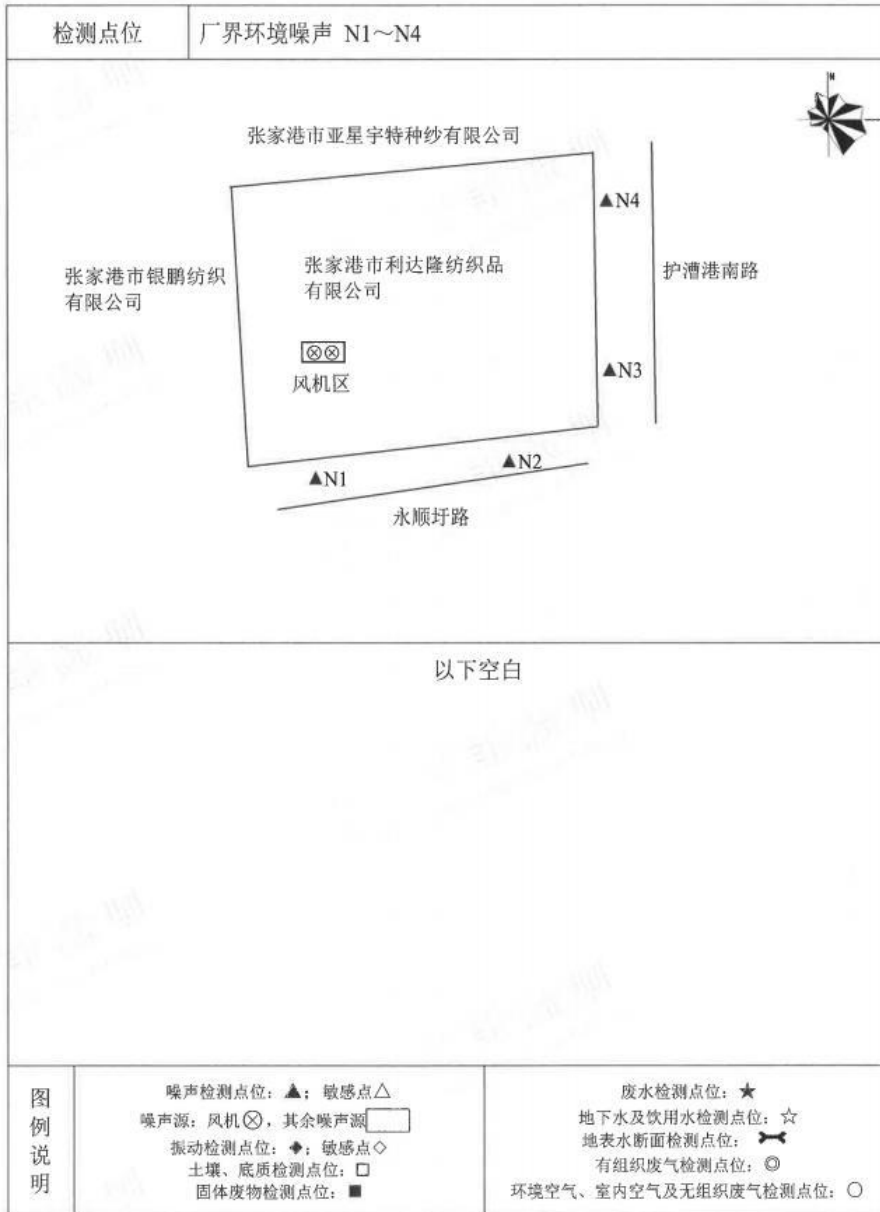 检测点位
厂界环境噪声 N1～N4
N
张家港市亚星宇特种纱有限公司
▲N4
张家港市银鹏纺织
有限公司
张家港市利达隆纺织品
有限公司
护漕港南路
风机区
▲N3
▲N1
▲N2
永顺圩路
以下空白
图例说明
噪声检测点位：▲；敏感点△
噪声源：风机⊗，其余噪声源
振动检测点位：◆；敏感点◇
土壤、底质检测点位：□
固体废物检测点位：■
废水检测点位：★
地下水及饮用水检测点位：☆
地表水断面检测点位：
有组织废气检测点位：◎
环境空气、室内空气及无组织废气检测点位：○